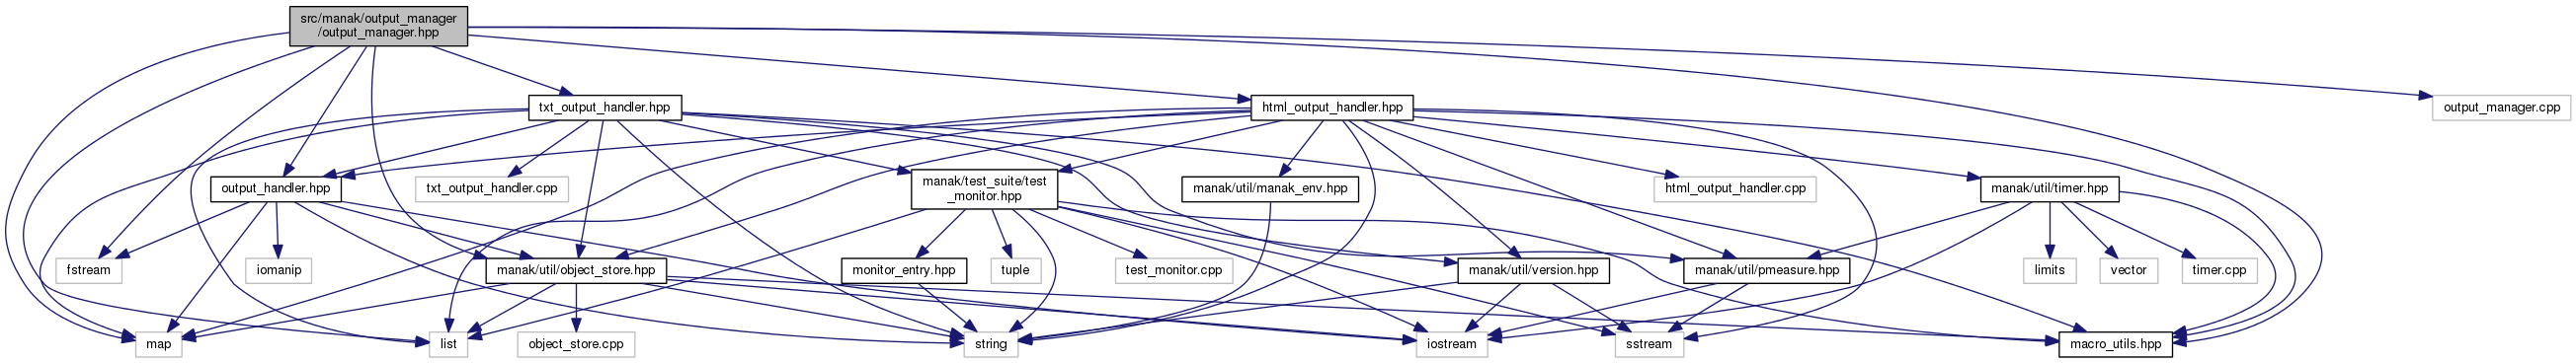 src/manak/output_manager
/output_manager.hpp
txt_output_handler.hpp
html_output_handler.hpp
output_manager.cpp
output_handler.hpp
txt_output_handler.cpp
manak/test_suite/test
_monitor.hpp
manak/util/manak_env.hpp
html_output_handler.cpp
manak/util/timer.hpp
fstream
iomanip
manak/util/object_store.hpp
monitor_entry.hpp
tuple
test_monitor.cpp
manak/util/version.hpp
manak/util/pmeasure.hpp
limits
vector
timer.cpp
map
list
object_store.cpp
string
iostream
sstream
macro_utils.hpp